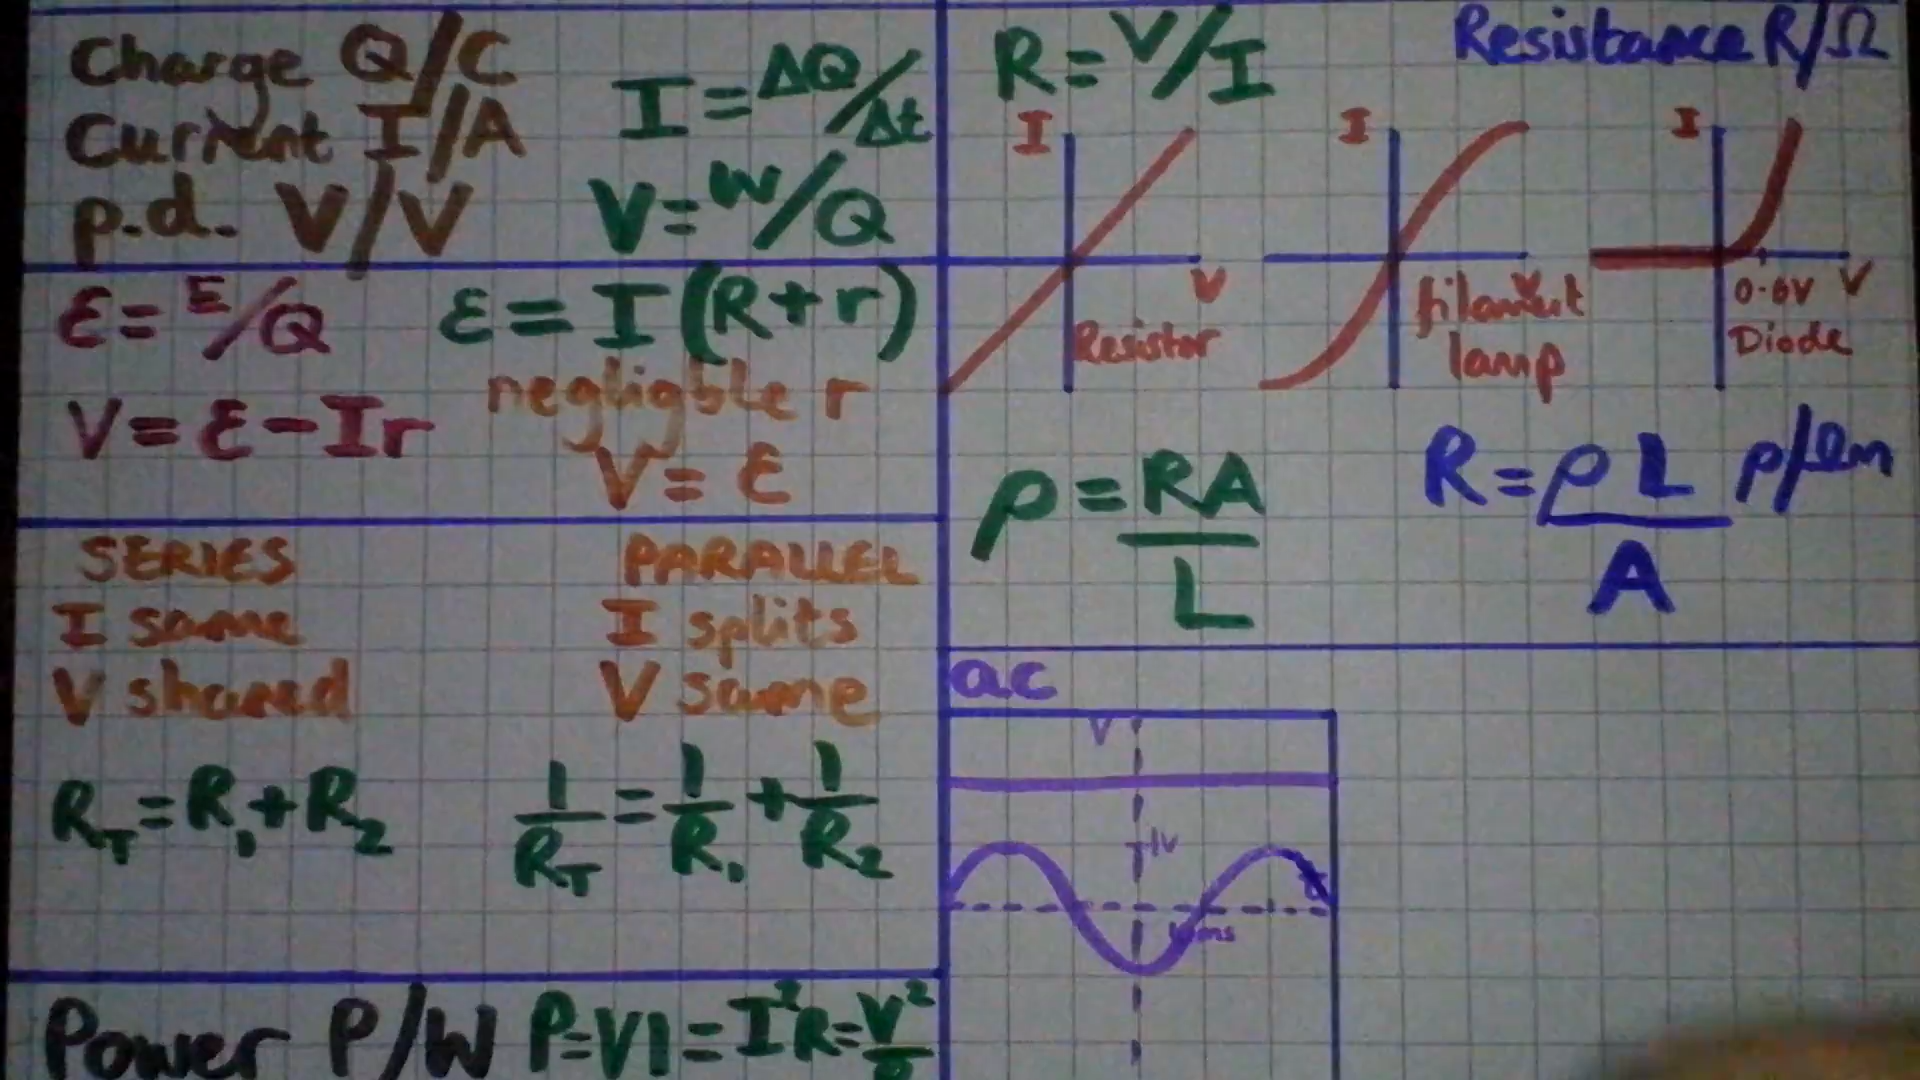 Charge Q/C
Current I/A
p.d. V/V
I = ΔQ/Δt
V = W/Q
ε = E/Q
ε = I(R+r)
V = ε - Ir
negligble r
V = ε
SERIES
I same
V shared
R_T = R_1 + R_2
PARALLEL
I splits
V same
1/R_T = 1/R_1 + 1/R_2
Power P/W P=VI=I²R=V²
R = V/I
Resistance R/Ω
I
V
Resistor
I
V
filament
lamp
I
0.6V V
Diode
ρ = RA/L
R = ρL/A ρ/Ωm
ac
V
1V